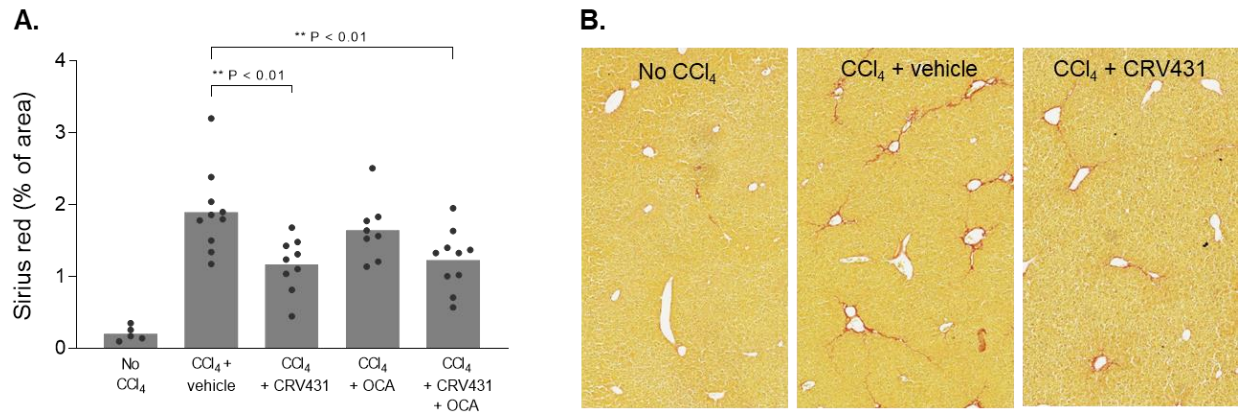 A.
Sirius red (% of area)
4
3
2
1
0
** P < 0.01
** P < 0.01
No
CCl₄
CCl₄ +
vehicle
CCl₄
+ CRV431
CCl₄
+ OCA
CCl₄
+ CRV431
+ OCA
B.
No CCl₄
CCl₄ + vehicle
CCl₄ + CRV431